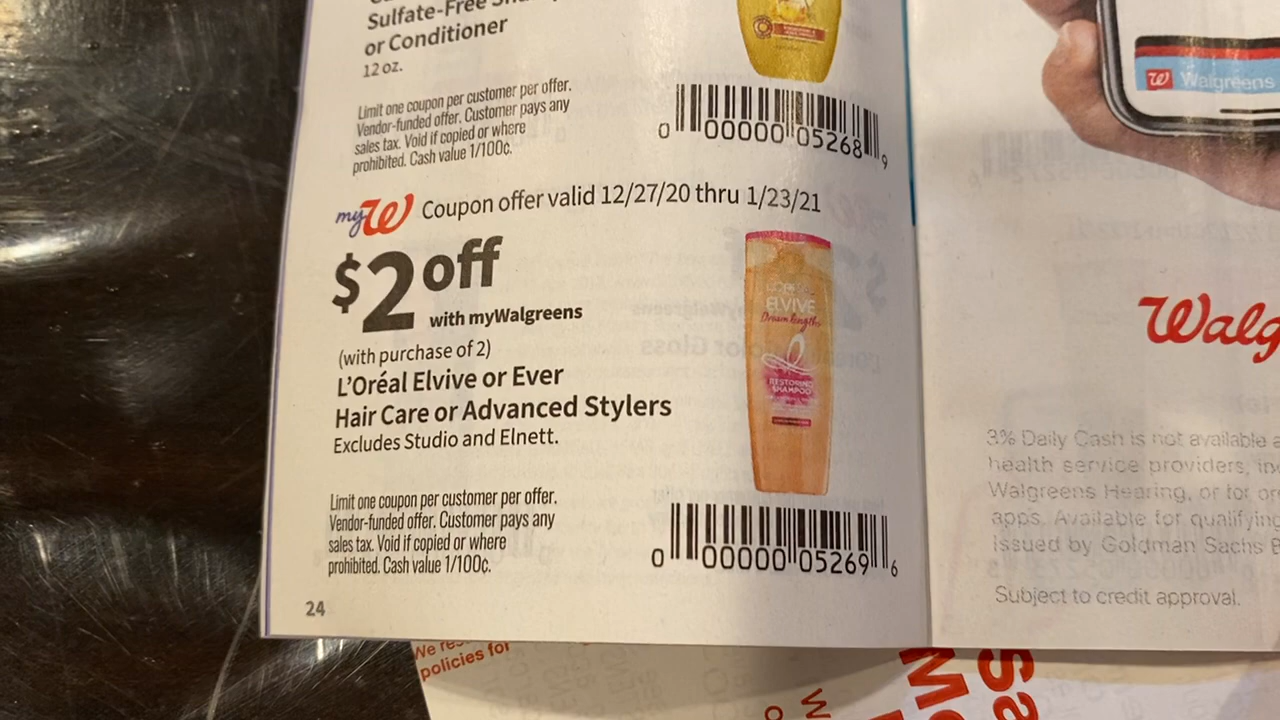 Sulfate-Free
or Conditioner
12 oz.
Limit one coupon per customer per offer.
Vendor-funded offer. Customer pays any
sales tax. Void if copied or where
prohibited. Cash value 1/100¢.
0 00000 05268 9
myW Coupon offer valid 12/27/20 thru 1/23/21
$2 off
with myWalgreens
(with purchase of 2)
L'Oréal Elvive or Ever
Hair Care or Advanced Stylers
Excludes Studio and Elnett.
L'ORÉAL
ELVIVE
Dream lengths
RESTORING
SHAMPOO
Limit one coupon per customer per offer.
Vendor-funded offer. Customer pays any
sales tax. Void if copied or where
prohibited. Cash value 1/100¢.
0 00000 05269 6
24
W Walgreens
Walg
3% Daily Cash is not available a
health service providers, in
Walgreens Hearing, or for or
apps. Available for qualifying
issued by Goldman Sachs B
Subject to credit approval.
We res
policies for
Sa